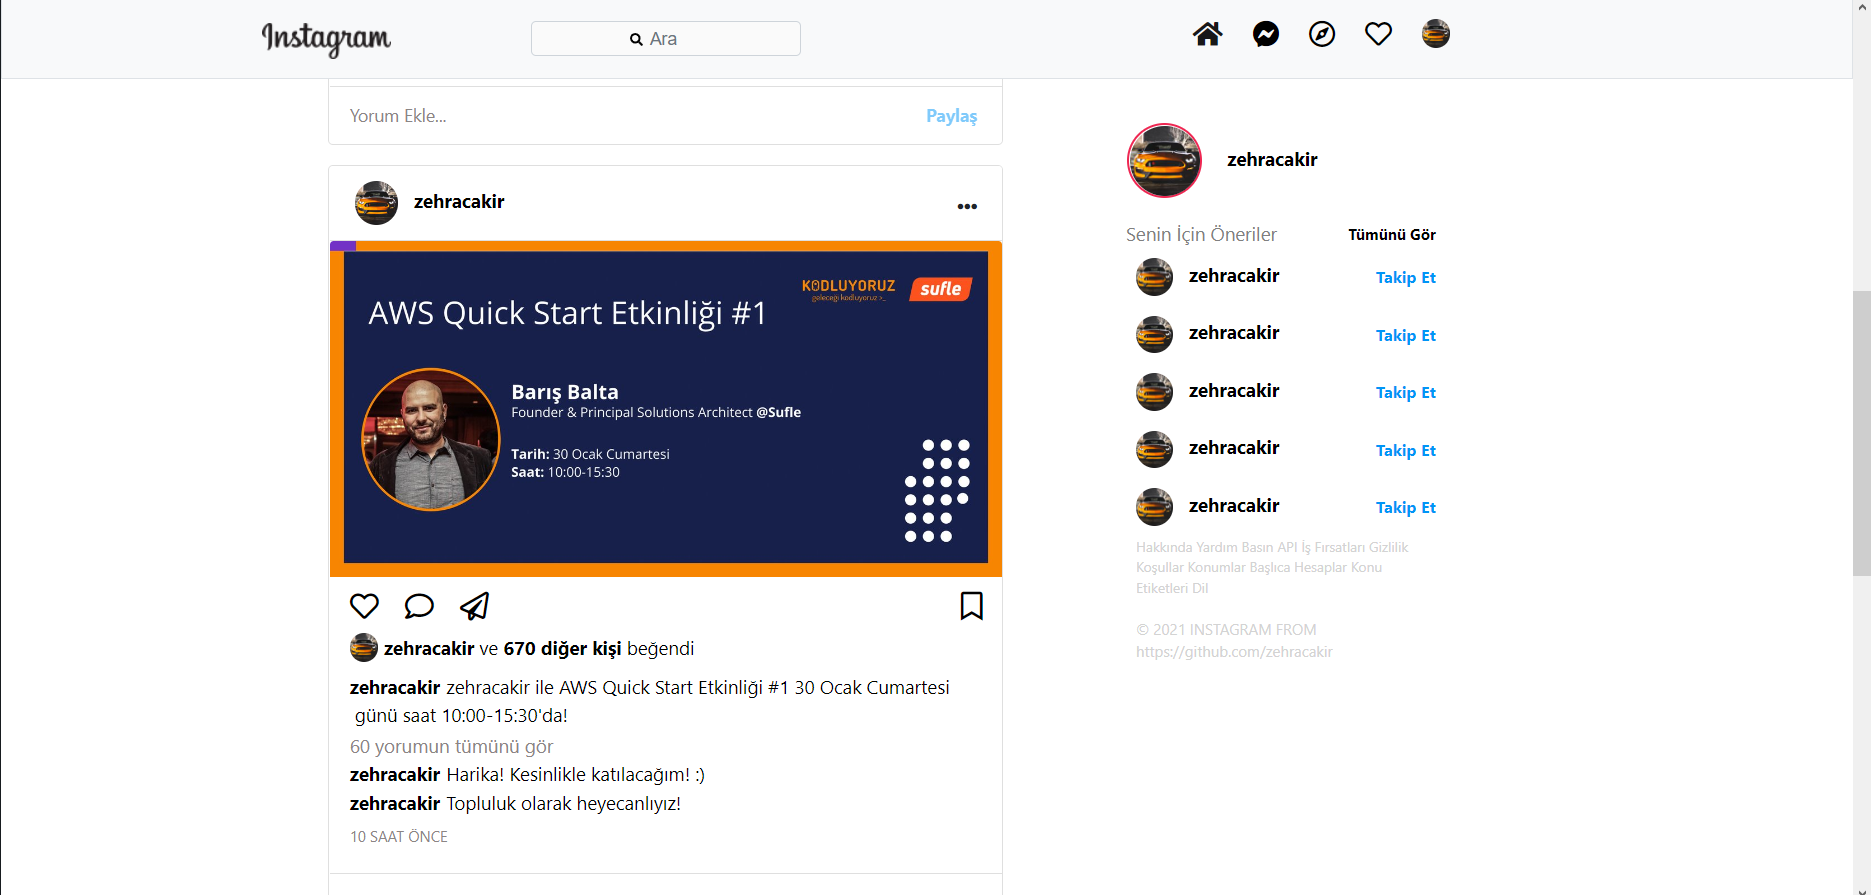 Instagram
Ara
Yorum Ekle...
Paylaş
zehracakir
KODLUYORUZ
geleceği kodluyoruz >_
sufle
AWS Quick Start Etkinliği #1
Barış Balta
Founder & Principal Solutions Architect @Sufle
Tarih: 30 Ocak Cumartesi
Saat: 10:00-15:30
zehracakir ve 670 diğer kişi beğendi
zehracakir zehracakir ile AWS Quick Start Etkinliği #1 30 Ocak Cumartesi
günü saat 10:00-15:30'da!
60 yorumun tümünü gör
zehracakir Harika! Kesinlikle katılacağım! :)
zehracakir Topluluk olarak heyecanlıyız!
10 SAAT ÖNCE
zehracakir
Senin İçin Öneriler
Tümünü Gör
zehracakir
Takip Et
zehracakir
Takip Et
zehracakir
Takip Et
zehracakir
Takip Et
zehracakir
Takip Et
Hakkında Yardım Basın API İş Fırsatları Gizlilik
Koşullar Konumlar Başlıca Hesaplar Konu
Etiketleri Dil
© 2021 INSTAGRAM FROM
https://github.com/zehracakir